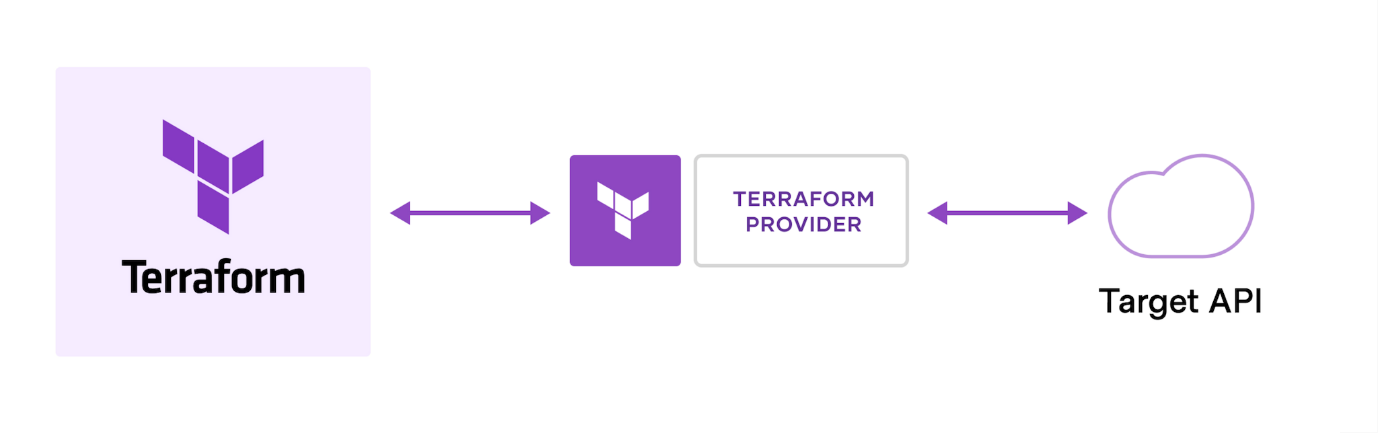 Terraform
TERRAFORM
PROVIDER
Target API